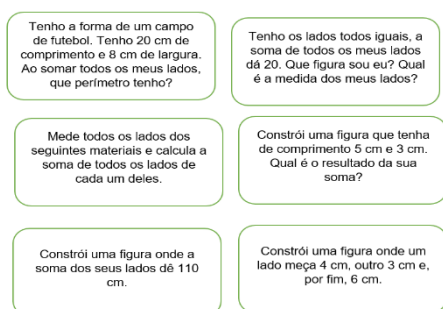 Tenho a forma de um campo
de futebol. Tenho 20 cm de
comprimento e 8 cm de largura.
Ao somar todos os meus lados,
que perímetro tenho?
Tenho os lados todos iguais, a
soma de todos os meus lados
dá 20. Que figura sou eu? Qual
é a medida dos meus lados?
Mede todos os lados dos
seguintes materiais e calcula a
soma de todos os lados de
cada um deles.
Constrói uma figura que tenha
de comprimento 5 cm e 3 cm.
Qual é o resultado da sua
soma?
Constrói uma figura onde a
soma dos seus lados dê 110
cm.
Constrói uma figura onde um
lado meça 4 cm, outro 3 cm e,
por fim, 6 cm.